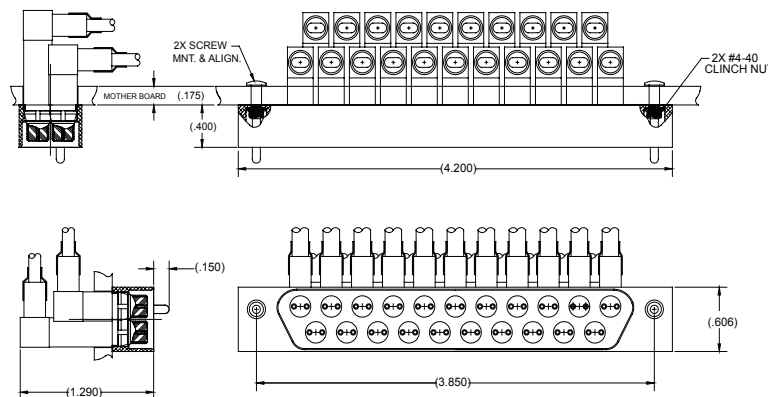 2X SCREW
MNT. & ALIGN.
2X #4-40
CLINCH NUT
MOTHER BOARD
(.175)
(.400)
(4.200)
(.150)
(.606)
(1.290)
(3.850)